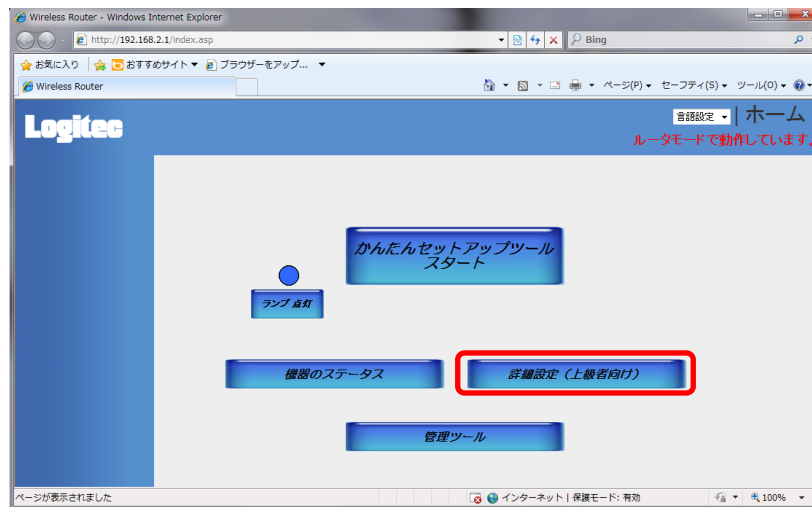 Wireless Router - Windows Internet Explorer
http://192.168.2.1/index.asp
Bing
お気に入り おすすめサイト ▼ ブラウザーをアップ... ▼
Wireless Router
ページ(P) ▼ セーフティ(S) ▼ ツール(O) ▼
Logitec
言語設定 | ホーム
ルータモードで動作しています。
かんたんセットアップツール
スタート
ランプ 点灯
機器のステータス
詳細設定（上級者向け）
管理ツール
ページが表示されました
インターネット | 保護モード: 有効
100%